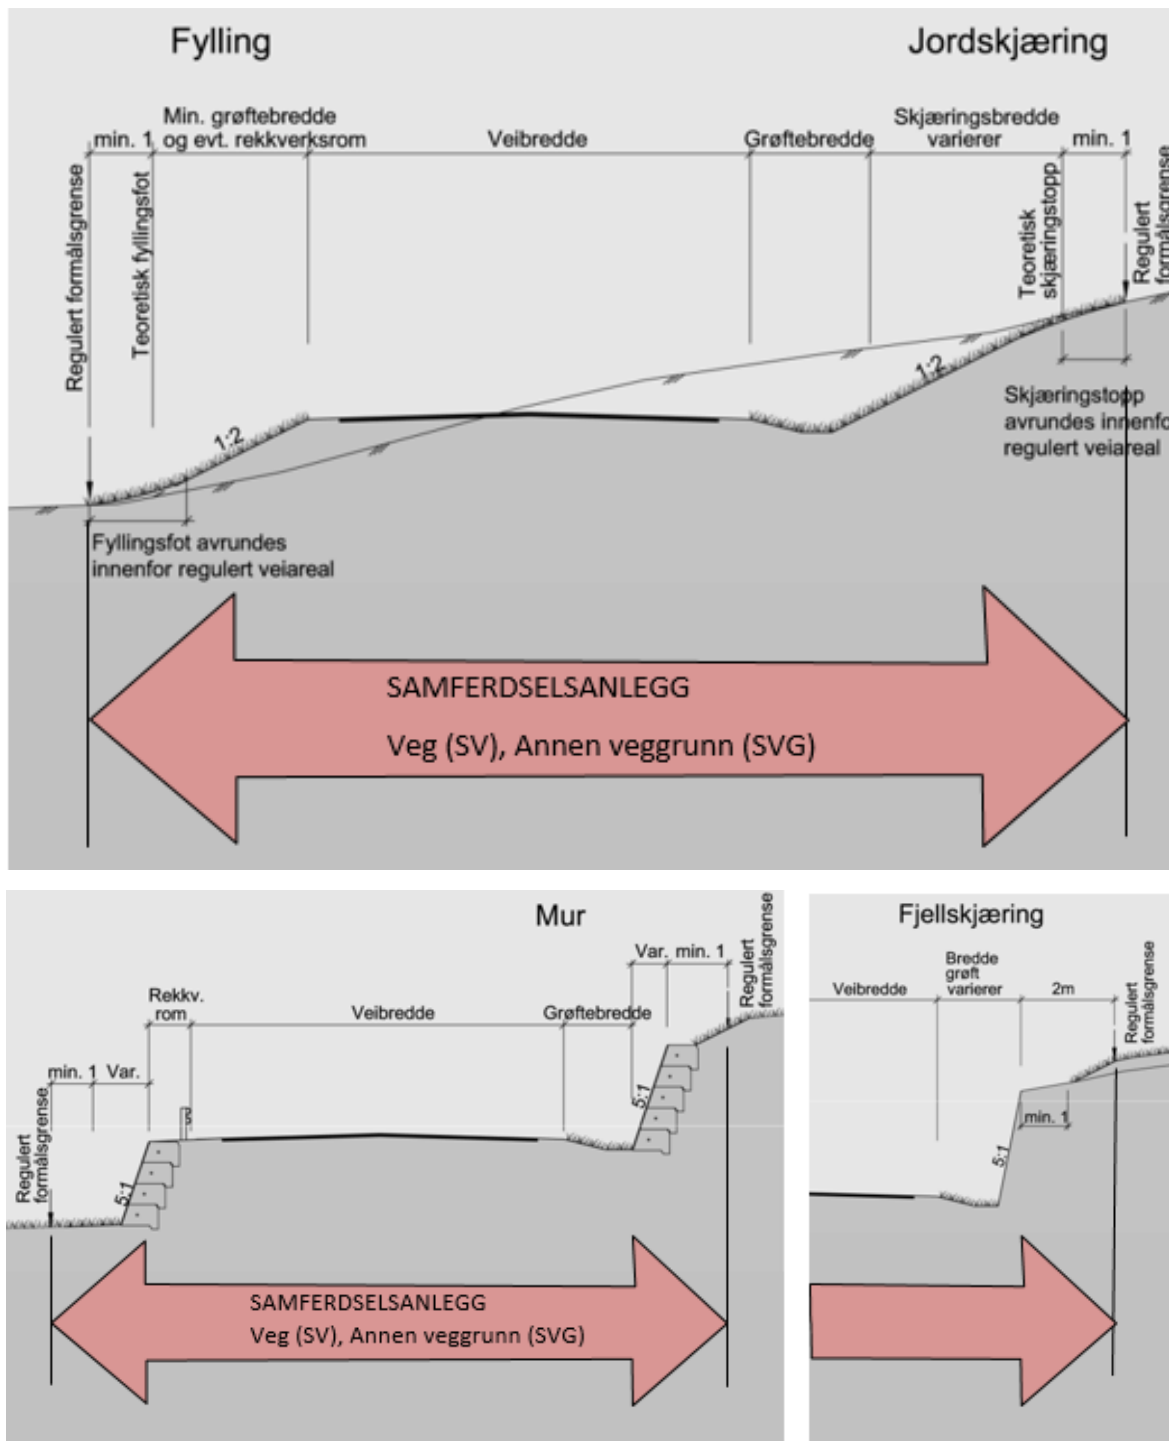 Fylling
Jordskjæring
min. 1
Min. grøftebredde
og evt. rekkverksrom
Veibredde
Grøftebredde
Skjæringsbredde
varierer
min. 1
Regulert formålsgrense
Teoretisk fyllingsfot
Teoretisk
skjæringstopp
Regulert
formålsgrense
1:2
1:2
Skjæringstopp
avrundes innenfo
regulert veiareal
Fyllingsfot avrundes
innenfor regulert veiareal
SAMFERDSELSANLEGG
Veg (SV), Annen veggrunn (SVG)
Mur
Var.
min. 1
Regulert
formålsgrense
Rekkv.
rom
Veibredde
Grøftebredde
min. 1
Var.
Regulert
formålsgrense
5:1
5:1
SAMFERDSELSANLEGG
Veg (SV), Annen veggrunn (SVG)
Fjellskjæring
Veibredde
Bredde
grøft
varierer
2m
Regulert
formålsgrense
min. 1
5:1